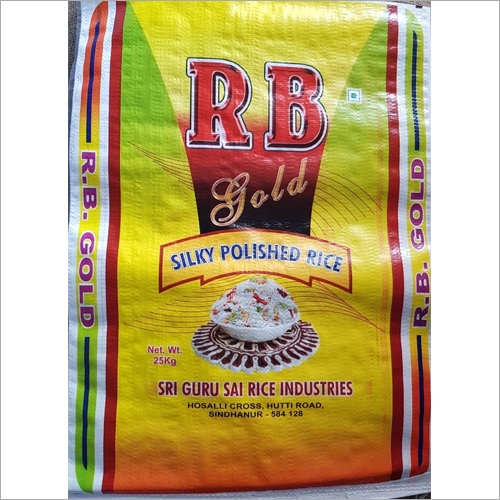 RB
Gold
SILKY POLISHED RICE
Net. Wt.
25Kg
SRI GURU SAI RICE INDUSTRIES
HOSALLI CROSS, HUTTI ROAD,
SINDHANUR - 584 128
R.B. GOLD
R.B. GOLD